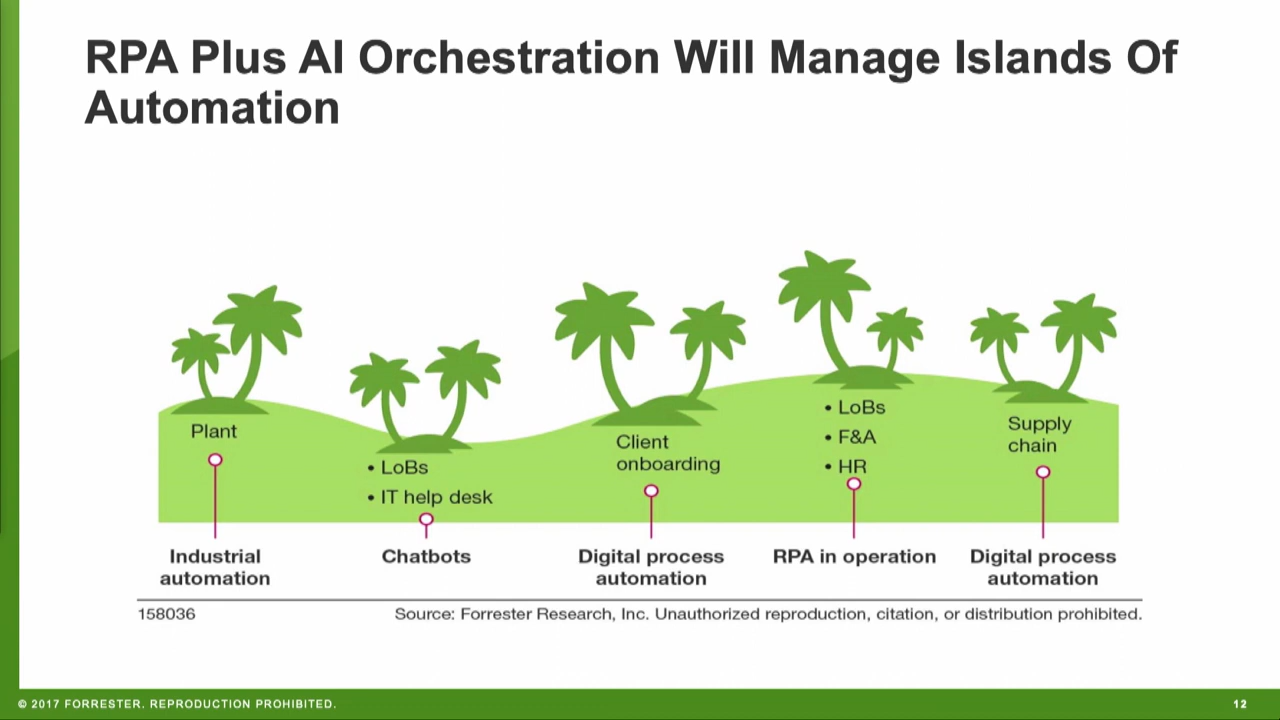 RPA Plus AI Orchestration Will Manage Islands Of
Automation
Plant
• LoBs
• IT help desk
Client
onboarding
• LoBs
• F&A
• HR
Supply
chain
Industrial
automation
Chatbots
Digital process
automation
RPA in operation
Digital process
automation
158036
Source: Forrester Research, Inc. Unauthorized reproduction, citation, or distribution prohibited.
© 2017 FORRESTER. REPRODUCTION PROHIBITED.
12